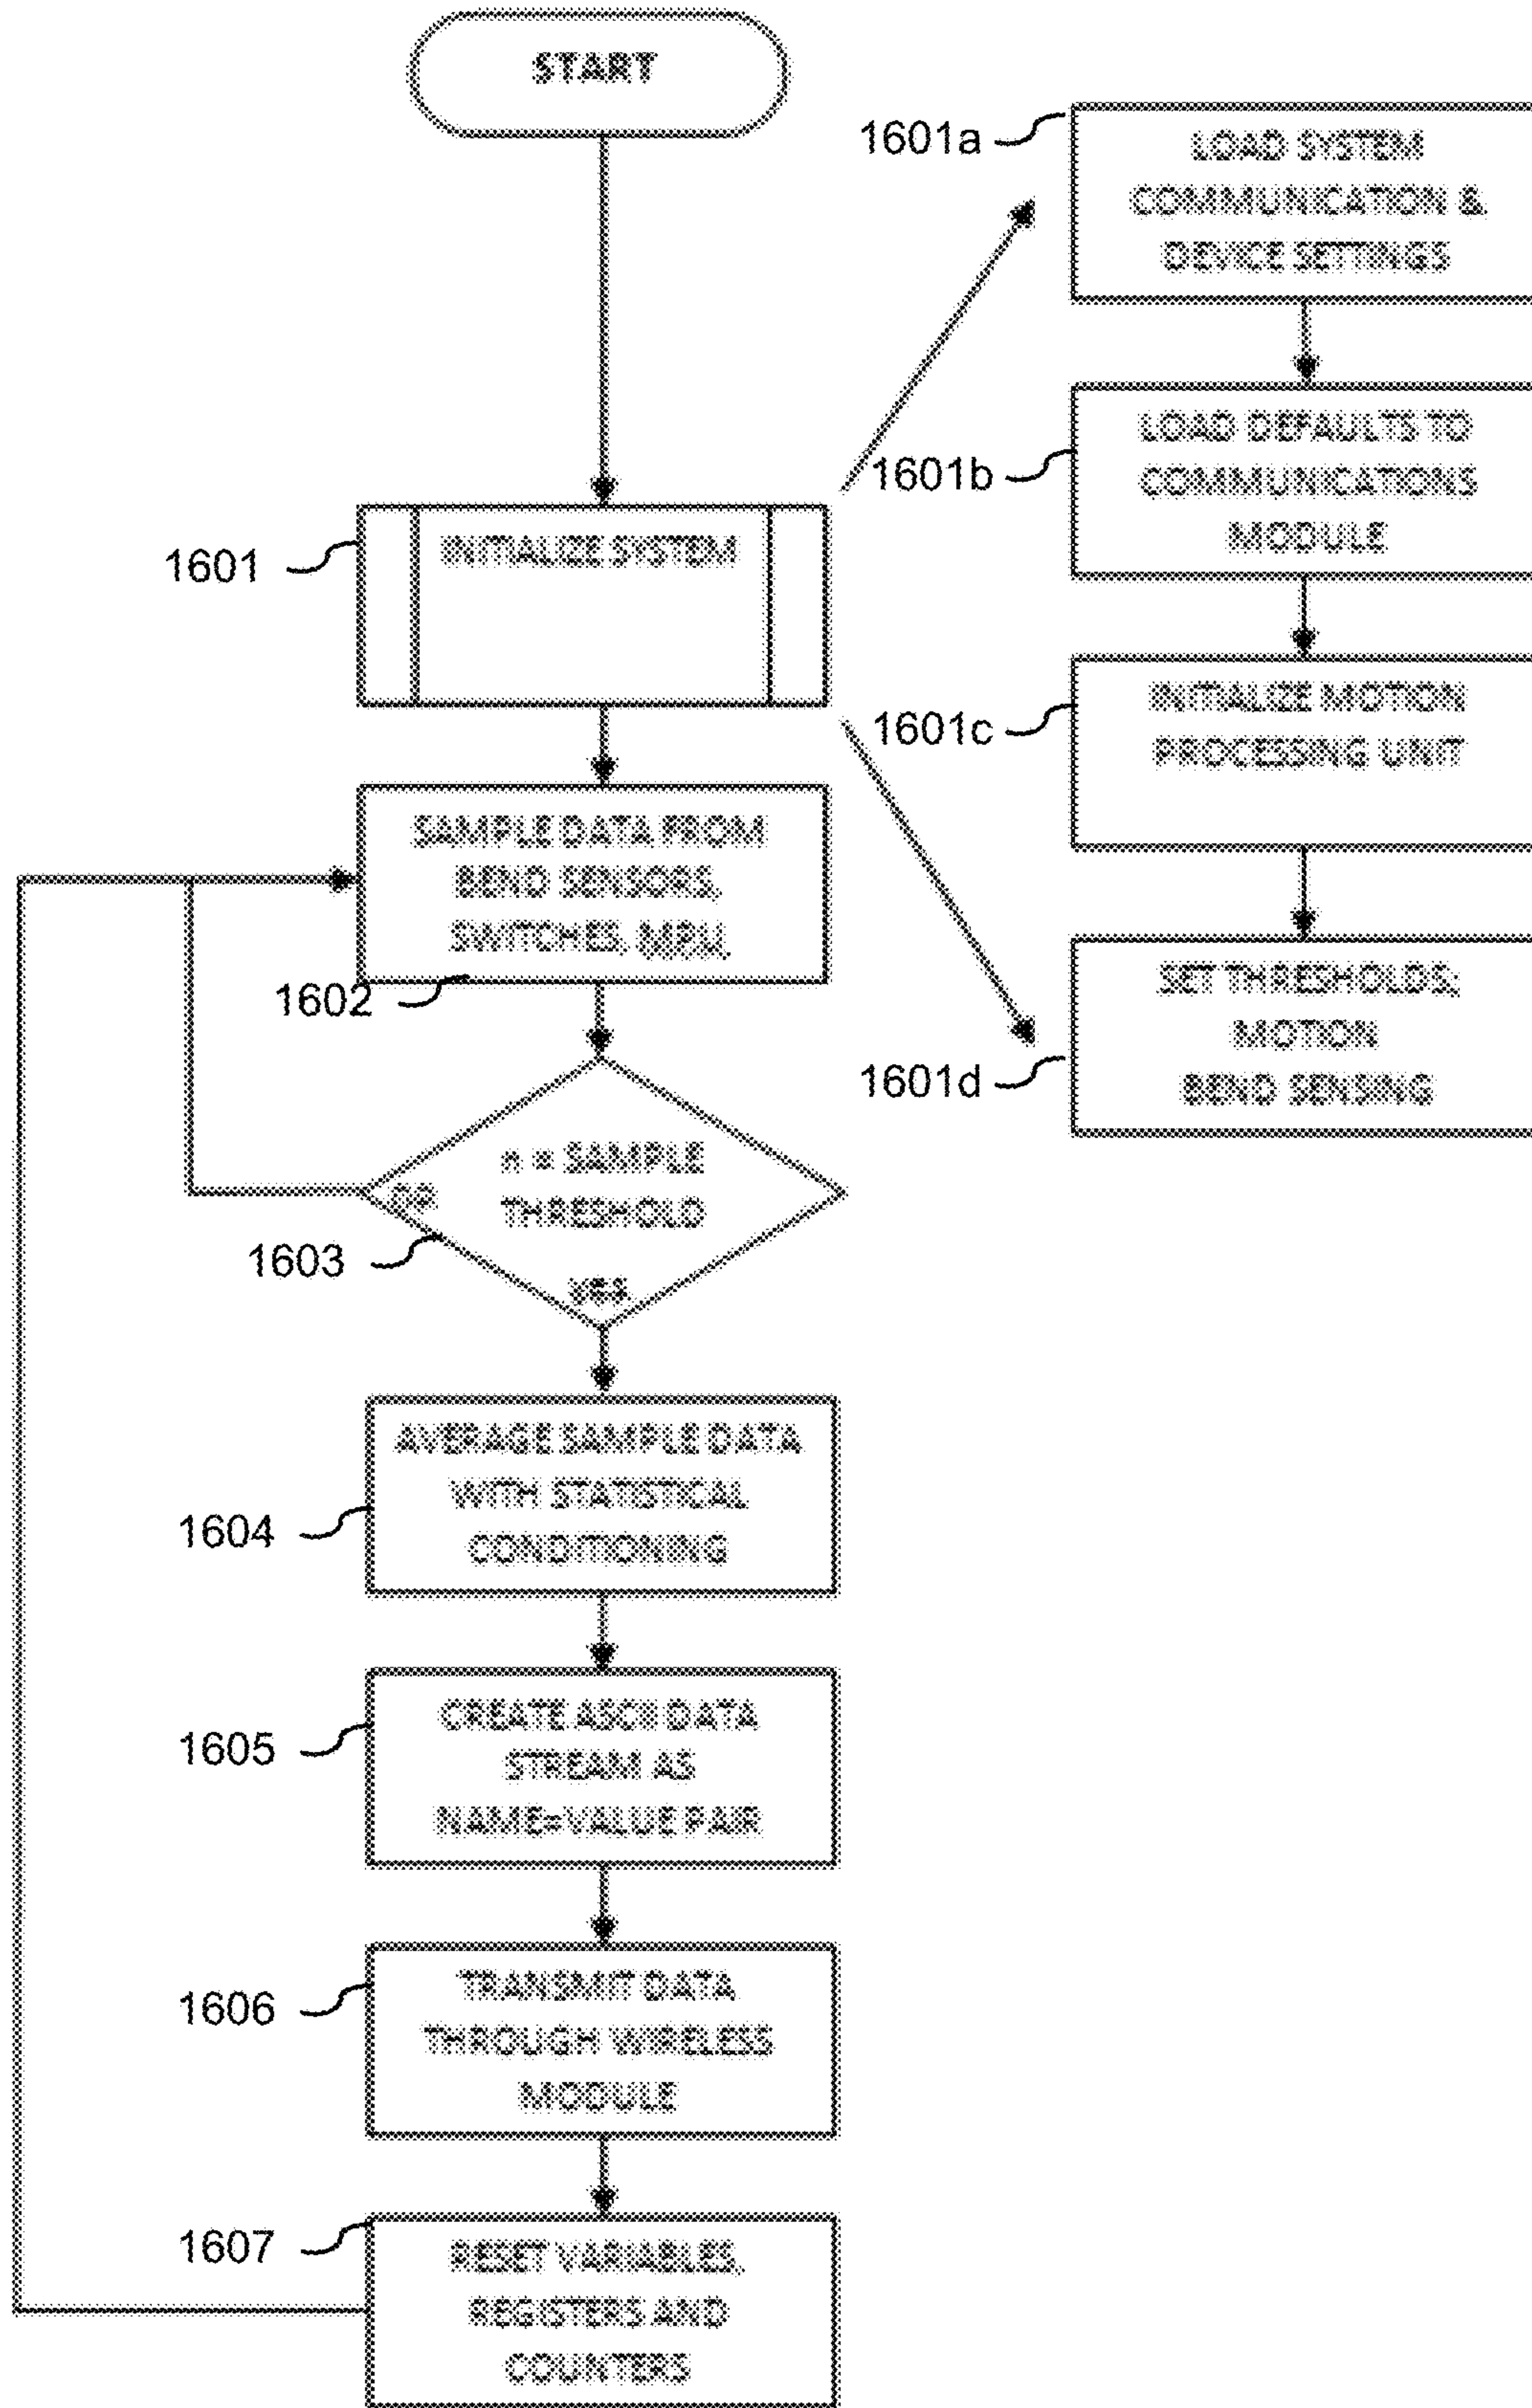 START
1601
INITIALIZE SYSTEM
1601a
LOAD SYSTEM
COMMUNICATION &
DEVICE SETTINGS
1601b
LOAD DEFAULTS TO
COMMUNICATIONS
MODULE
1601c
INITIALIZE MOTION
PROCESSING UNIT
1601d
SET THRESHOLDS;
MOTION
BEND SENSING
1602
SAMPLE DATA FROM
BEND SENSORS,
SWITCHES, MPU,
1603
n = SAMPLE
THRESHOLD
no
yes
1604
AVERAGE SAMPLE DATA
WITH STATISTICAL
CONDITIONING
1605
CREATE ASCII DATA
STREAM AS
NAME=VALUE PAIR
1606
TRANSMIT DATA
THROUGH WIRELESS
MODULE
1607
RESET VARIABLES,
REGISTERS AND
COUNTERS